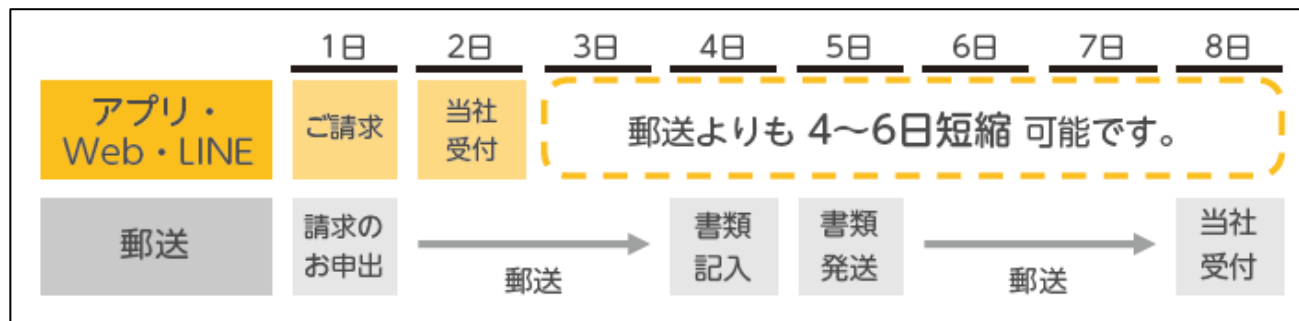 1日 2日 3日 4日 5日 6日 7日 8日
アプリ・
Web・LINE
ご請求
当社
受付
郵送よりも 4～6日短縮 可能です。
郵送
請求の
お申出
郵送
書類
記入
書類
発送
郵送
当社
受付